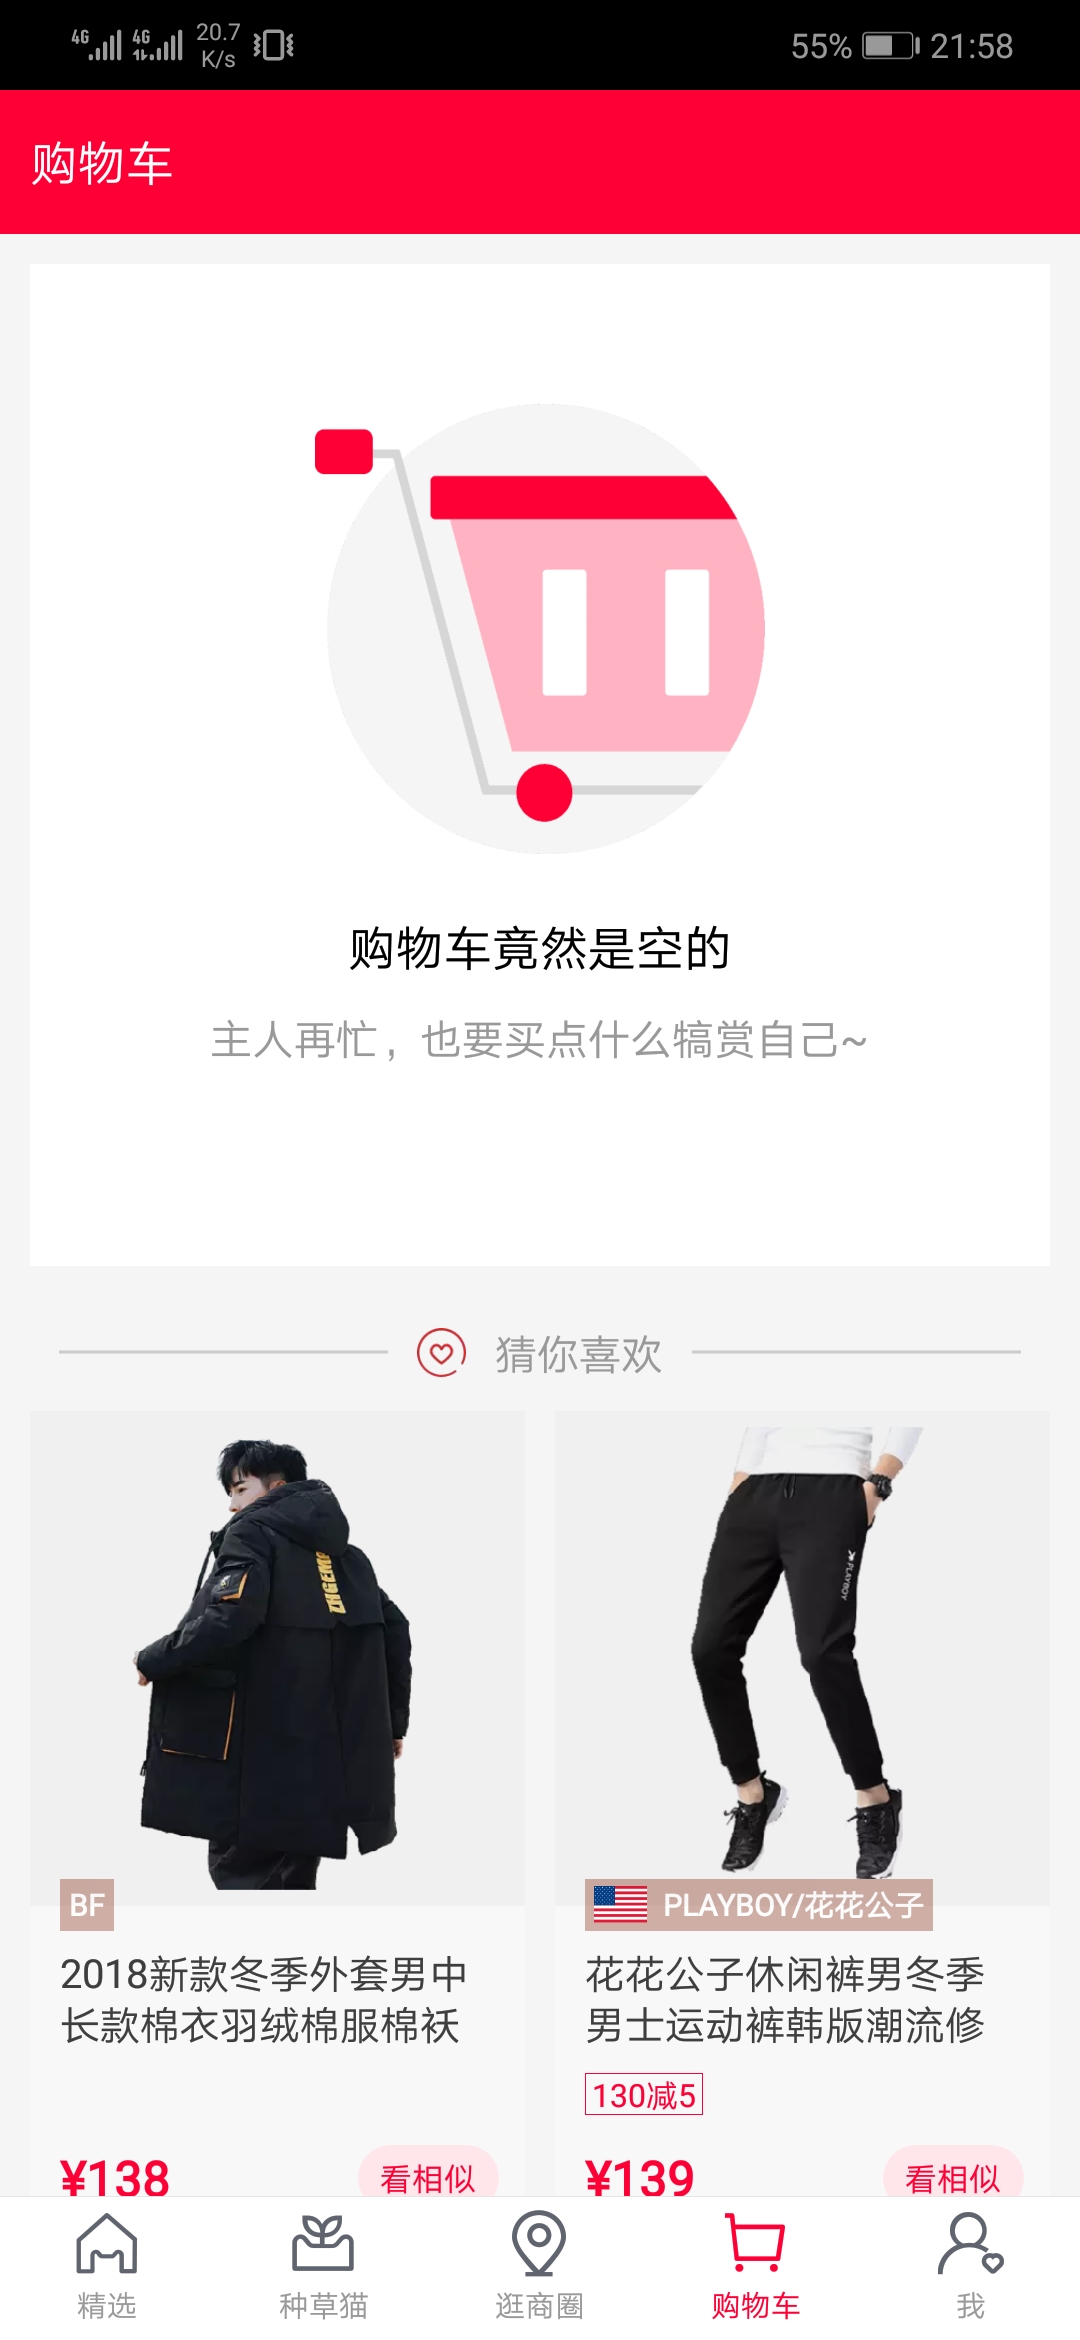 4G 4G 20.7 K/s 55% 21:58
购物车
购物车竟然是空的
主人再忙，也要买点什么犒赏自己~
猜你喜欢
ZHGEMG
PLAYBOY
BF
2018新款冬季外套男中
长款棉衣羽绒棉服棉袄
¥138 看相似
PLAYBOY/花花公子
花花公子休闲裤男冬季
男士运动裤韩版潮流修
130减5
¥139 看相似
精选 种草猫 逛商圈 购物车 我